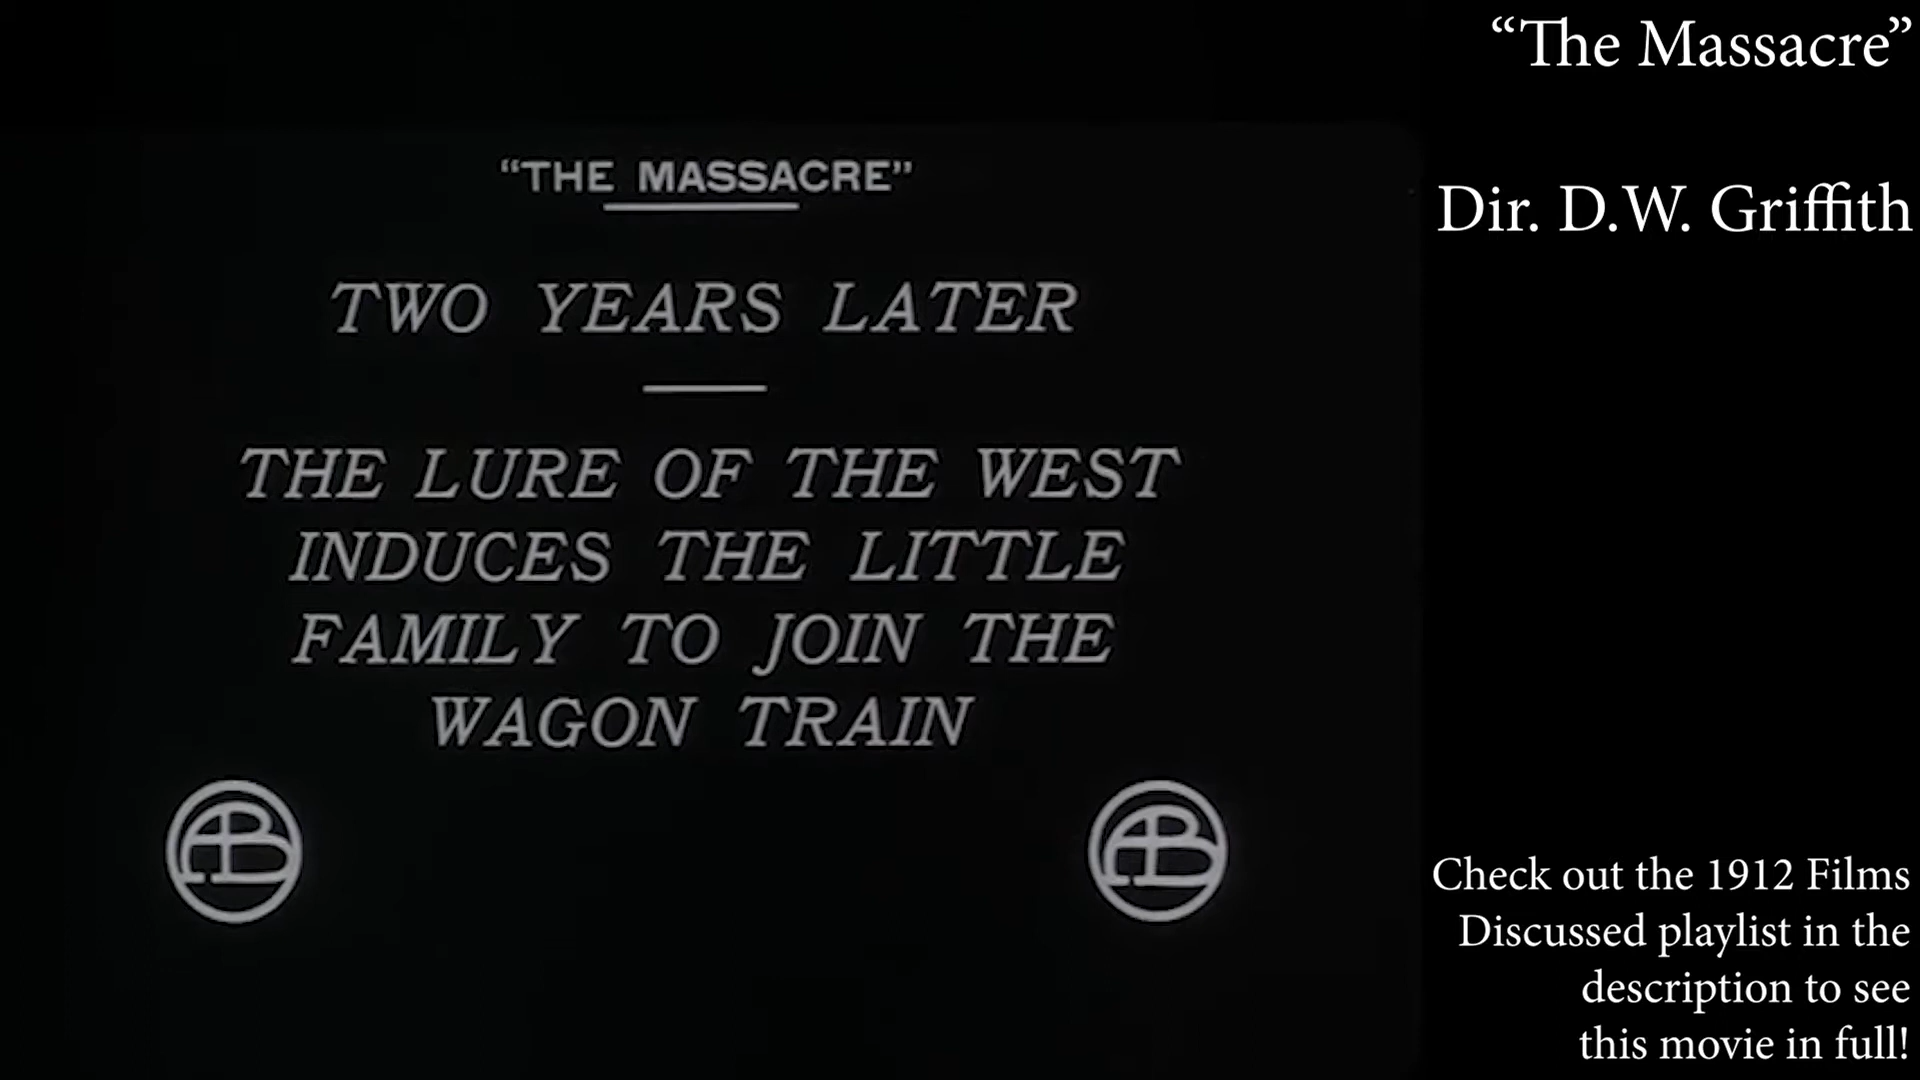 “The Massacre”
Dir. D.W. Griffith
“THE MASSACRE”
TWO YEARS LATER
THE LURE OF THE WEST
INDUCES THE LITTLE
FAMILY TO JOIN THE
WAGON TRAIN
AB
AB
Check out the 1912 Films
Discussed playlist in the
description to see
this movie in full!